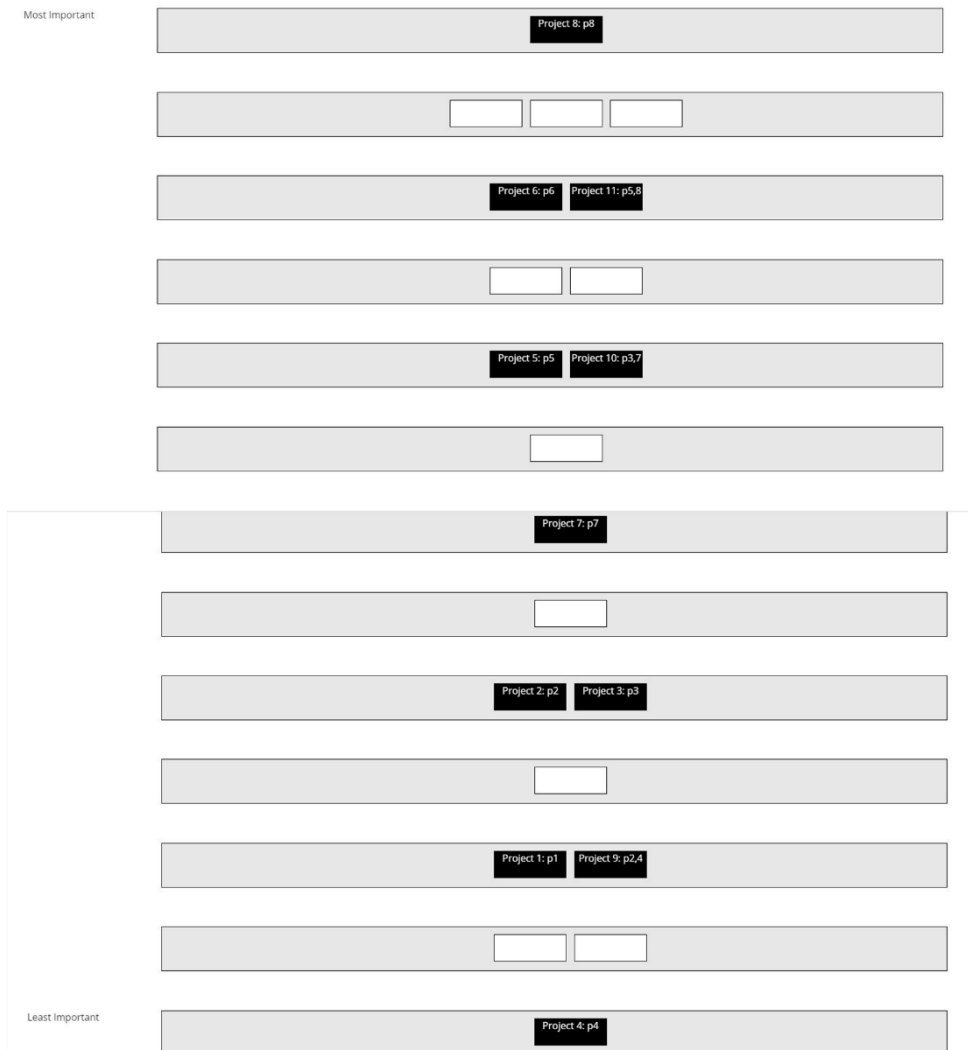 Most Important
Project 8: p8
Project 6: p6
Project 11: p5,8
Project 5: p5
Project 10: p3,7
Project 7: p7
Project 2: p2
Project 3: p3
Project 1: p1
Project 9: p2,4
Least Important
Project 4: p4